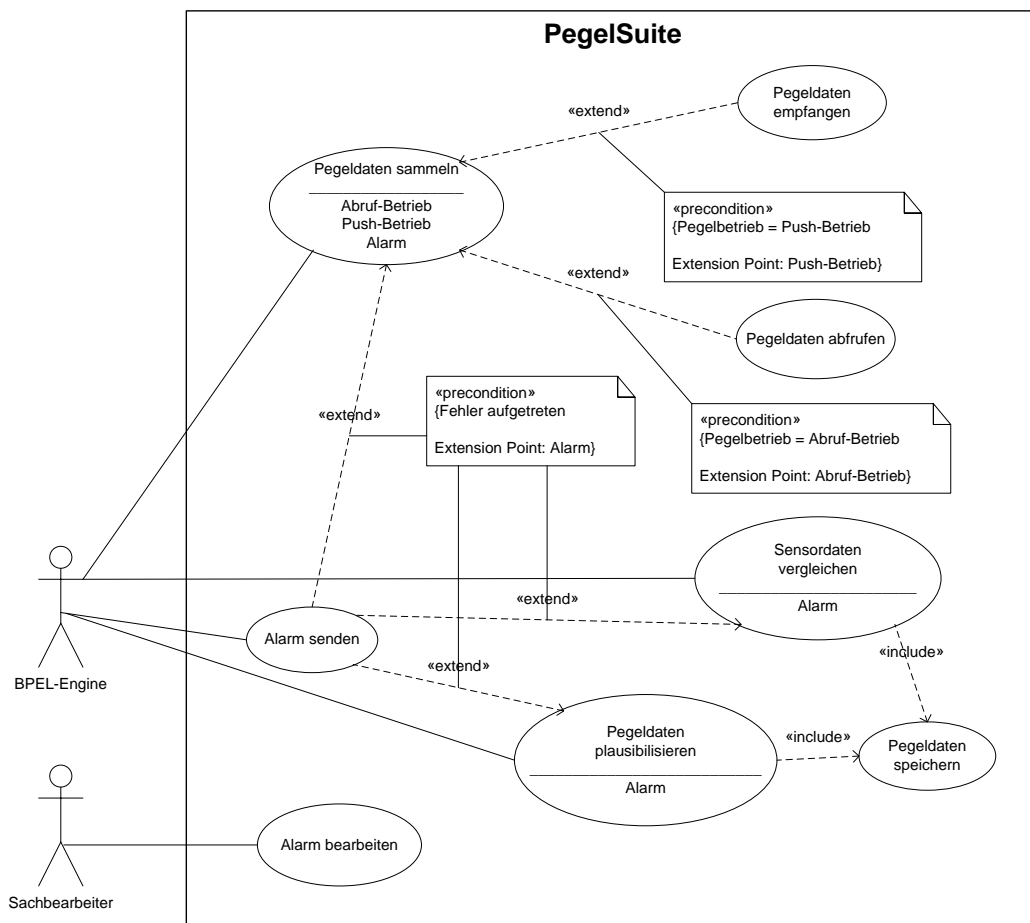 PegelSuite
Pegeldaten
empfangen
«extend»
Pegeldaten sammeln
Abruf-Betrieb
Push-Betrieb
Alarm
«precondition»
{Pegelbetrieb = Push-Betrieb
Extension Point: Push-Betrieb}
«extend»
Pegeldaten abfrufen
«precondition»
{Fehler aufgetreten
Extension Point: Alarm}
«extend»
«precondition»
{Pegelbetrieb = Abruf-Betrieb
Extension Point: Abruf-Betrieb}
Sensordaten
vergleichen
Alarm
«extend»
Alarm senden
«extend»
«include»
BPEL-Engine
Pegeldaten
plausibilisieren
Alarm
«include»
Pegeldaten
speichern
Alarm bearbeiten
Sachbearbeiter